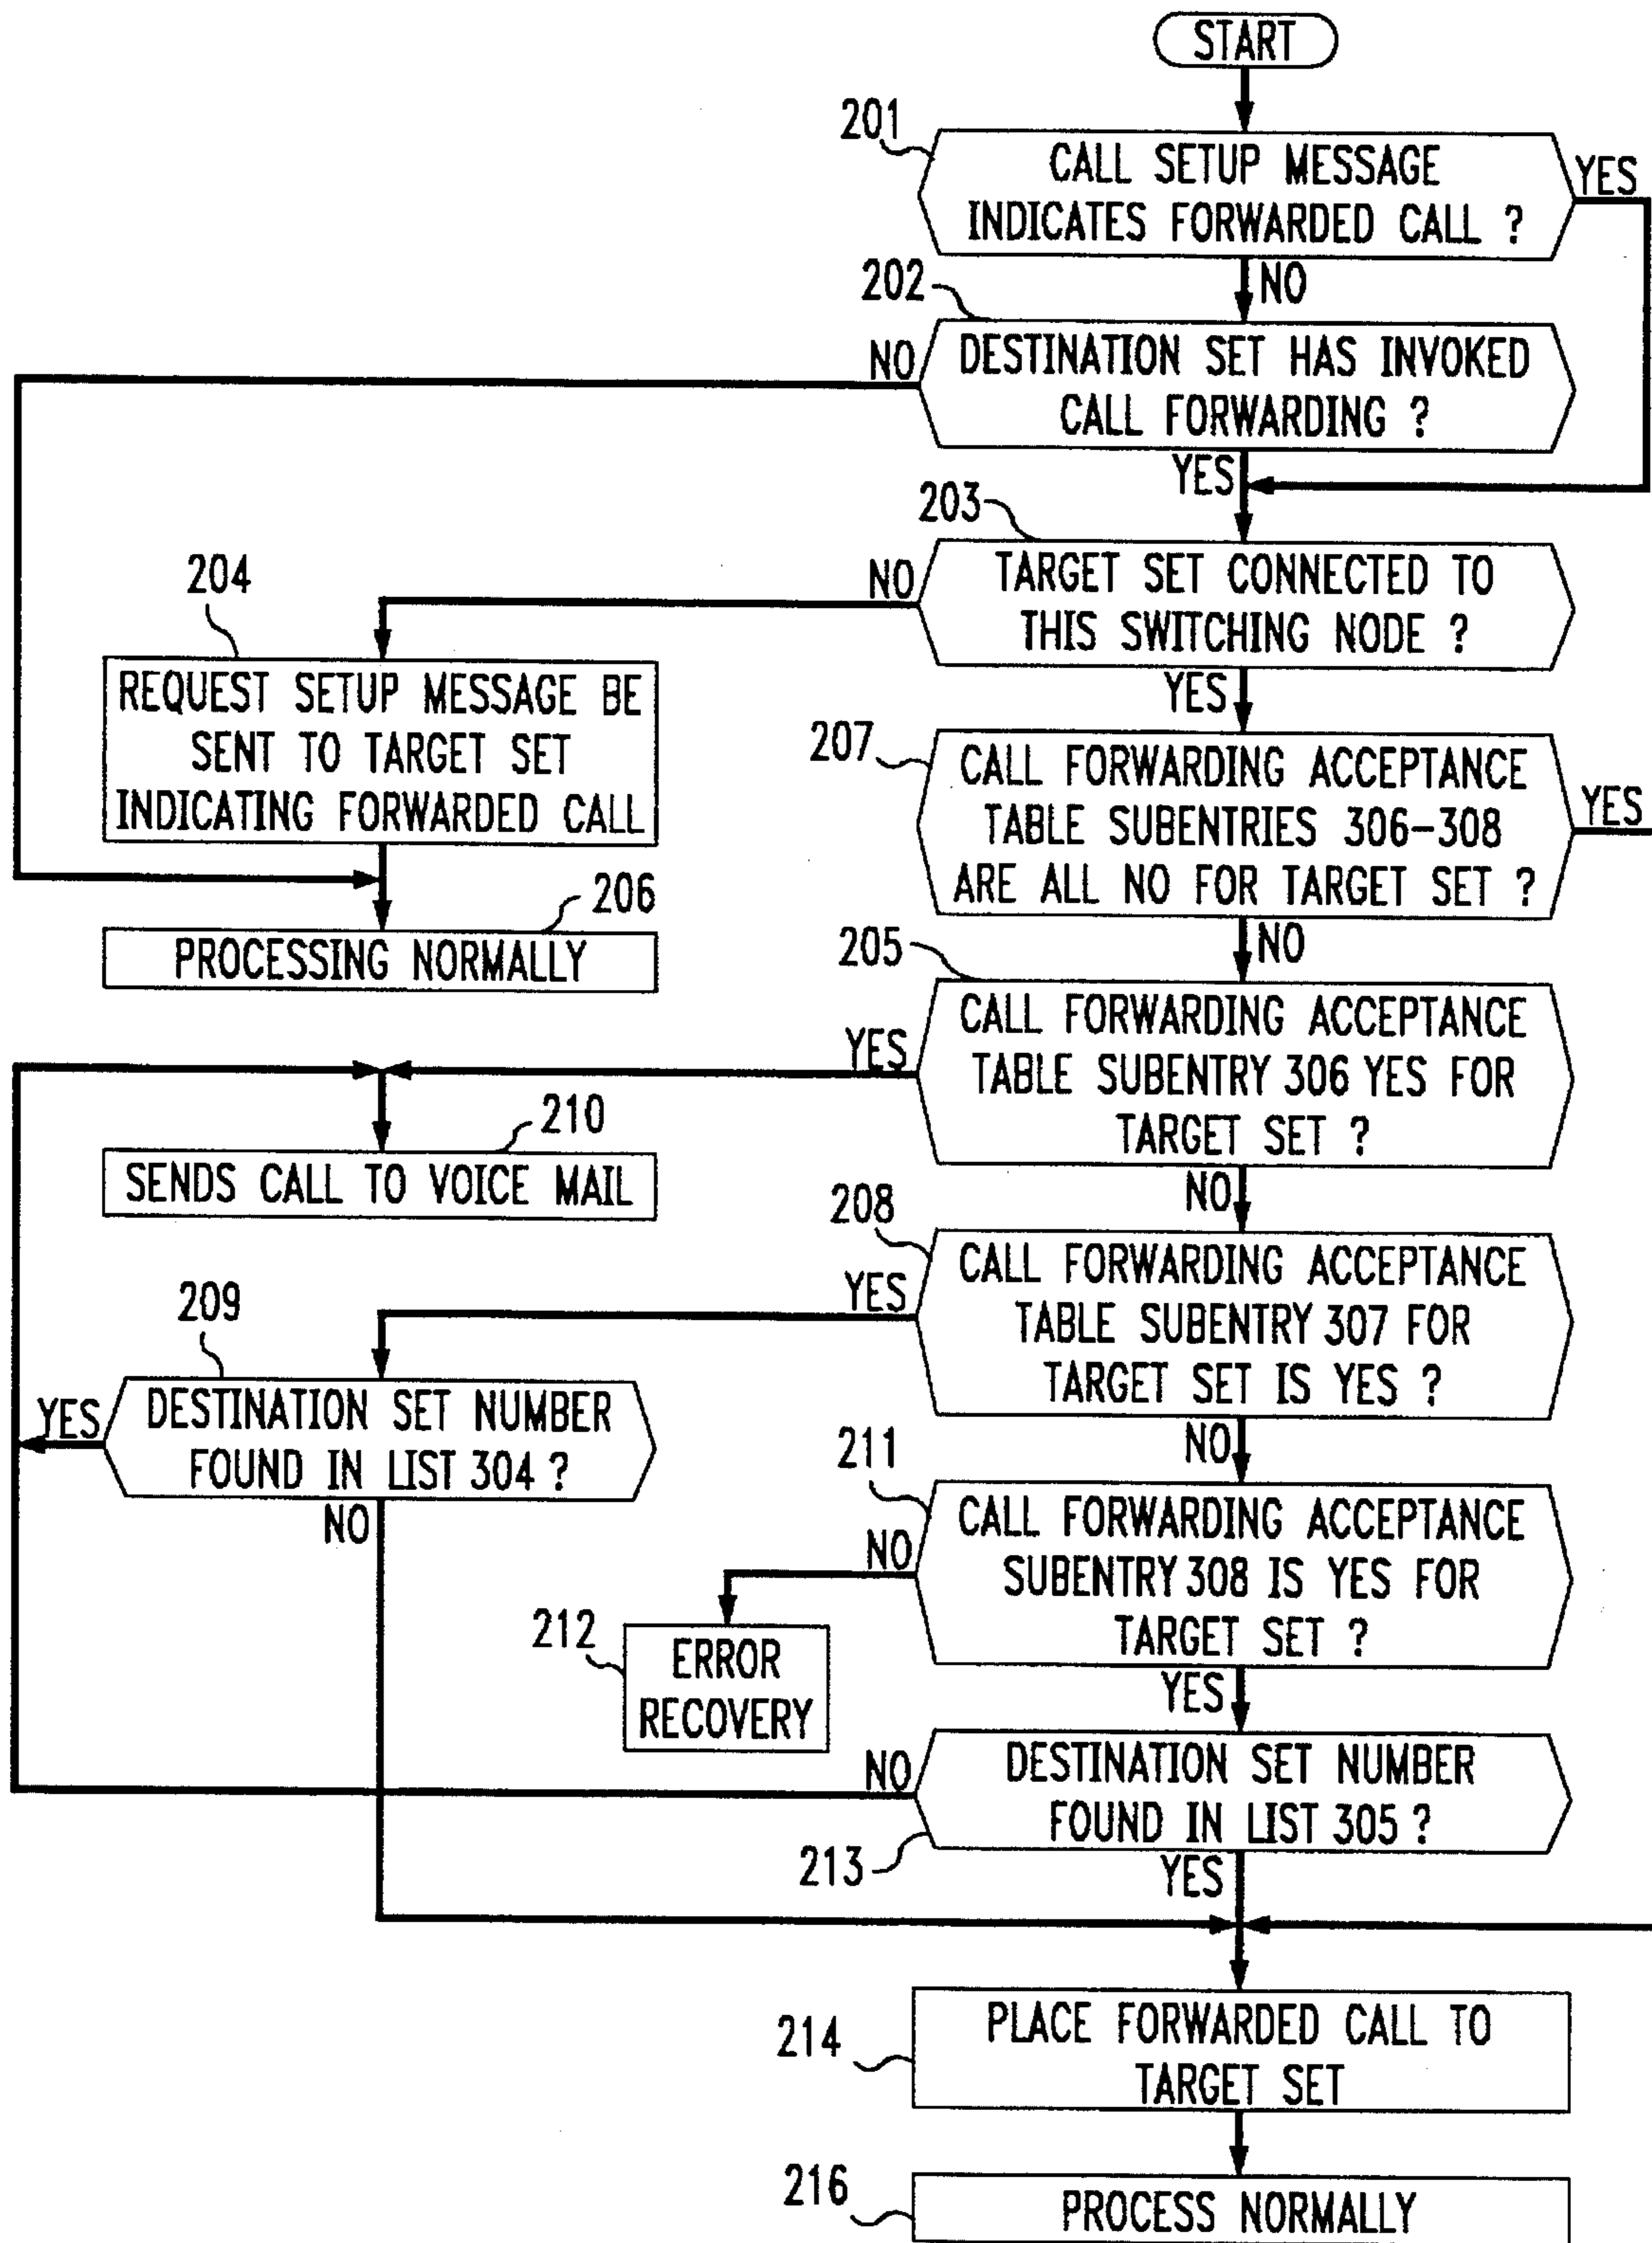 START
201
CALL SETUP MESSAGE
INDICATES FORWARDED CALL ?
YES
NO
202
DESTINATION SET HAS INVOKED
CALL FORWARDING ?
NO
YES
203
TARGET SET CONNECTED TO
THIS SWITCHING NODE ?
NO
YES
204
REQUEST SETUP MESSAGE BE
SENT TO TARGET SET
INDICATING FORWARDED CALL
206
PROCESSING NORMALLY
207
CALL FORWARDING ACCEPTANCE
TABLE SUBENTRIES 306-308
ARE ALL NO FOR TARGET SET ?
YES
NO
205
CALL FORWARDING ACCEPTANCE
TABLE SUBENTRY 306 YES FOR
TARGET SET ?
YES
NO
210
SENDS CALL TO VOICE MAIL
208
CALL FORWARDING ACCEPTANCE
TABLE SUBENTRY 307 FOR
TARGET SET IS YES ?
YES
NO
209
DESTINATION SET NUMBER
FOUND IN LIST 304 ?
YES
NO
211
CALL FORWARDING ACCEPTANCE
SUBENTRY 308 IS YES FOR
TARGET SET ?
NO
YES
212
ERROR
RECOVERY
DESTINATION SET NUMBER
FOUND IN LIST 305 ?
NO
213
YES
214
PLACE FORWARDED CALL TO
TARGET SET
216
PROCESS NORMALLY